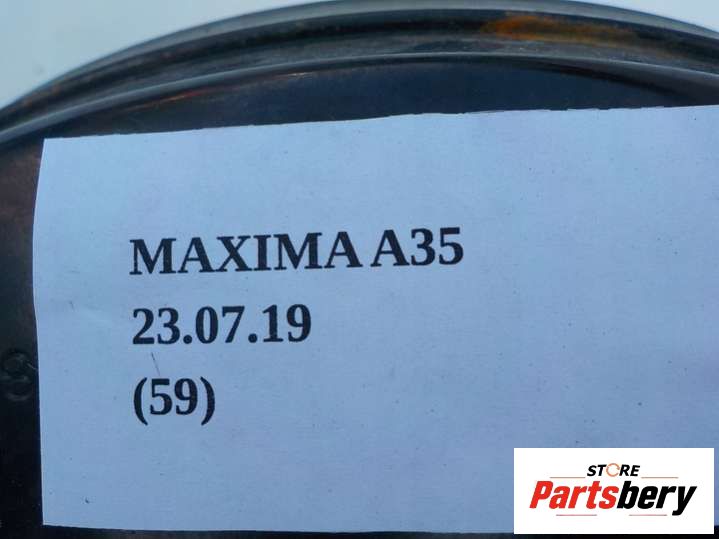 MAXIMA A35
23.07.19
(59)
STORE
Partsbery